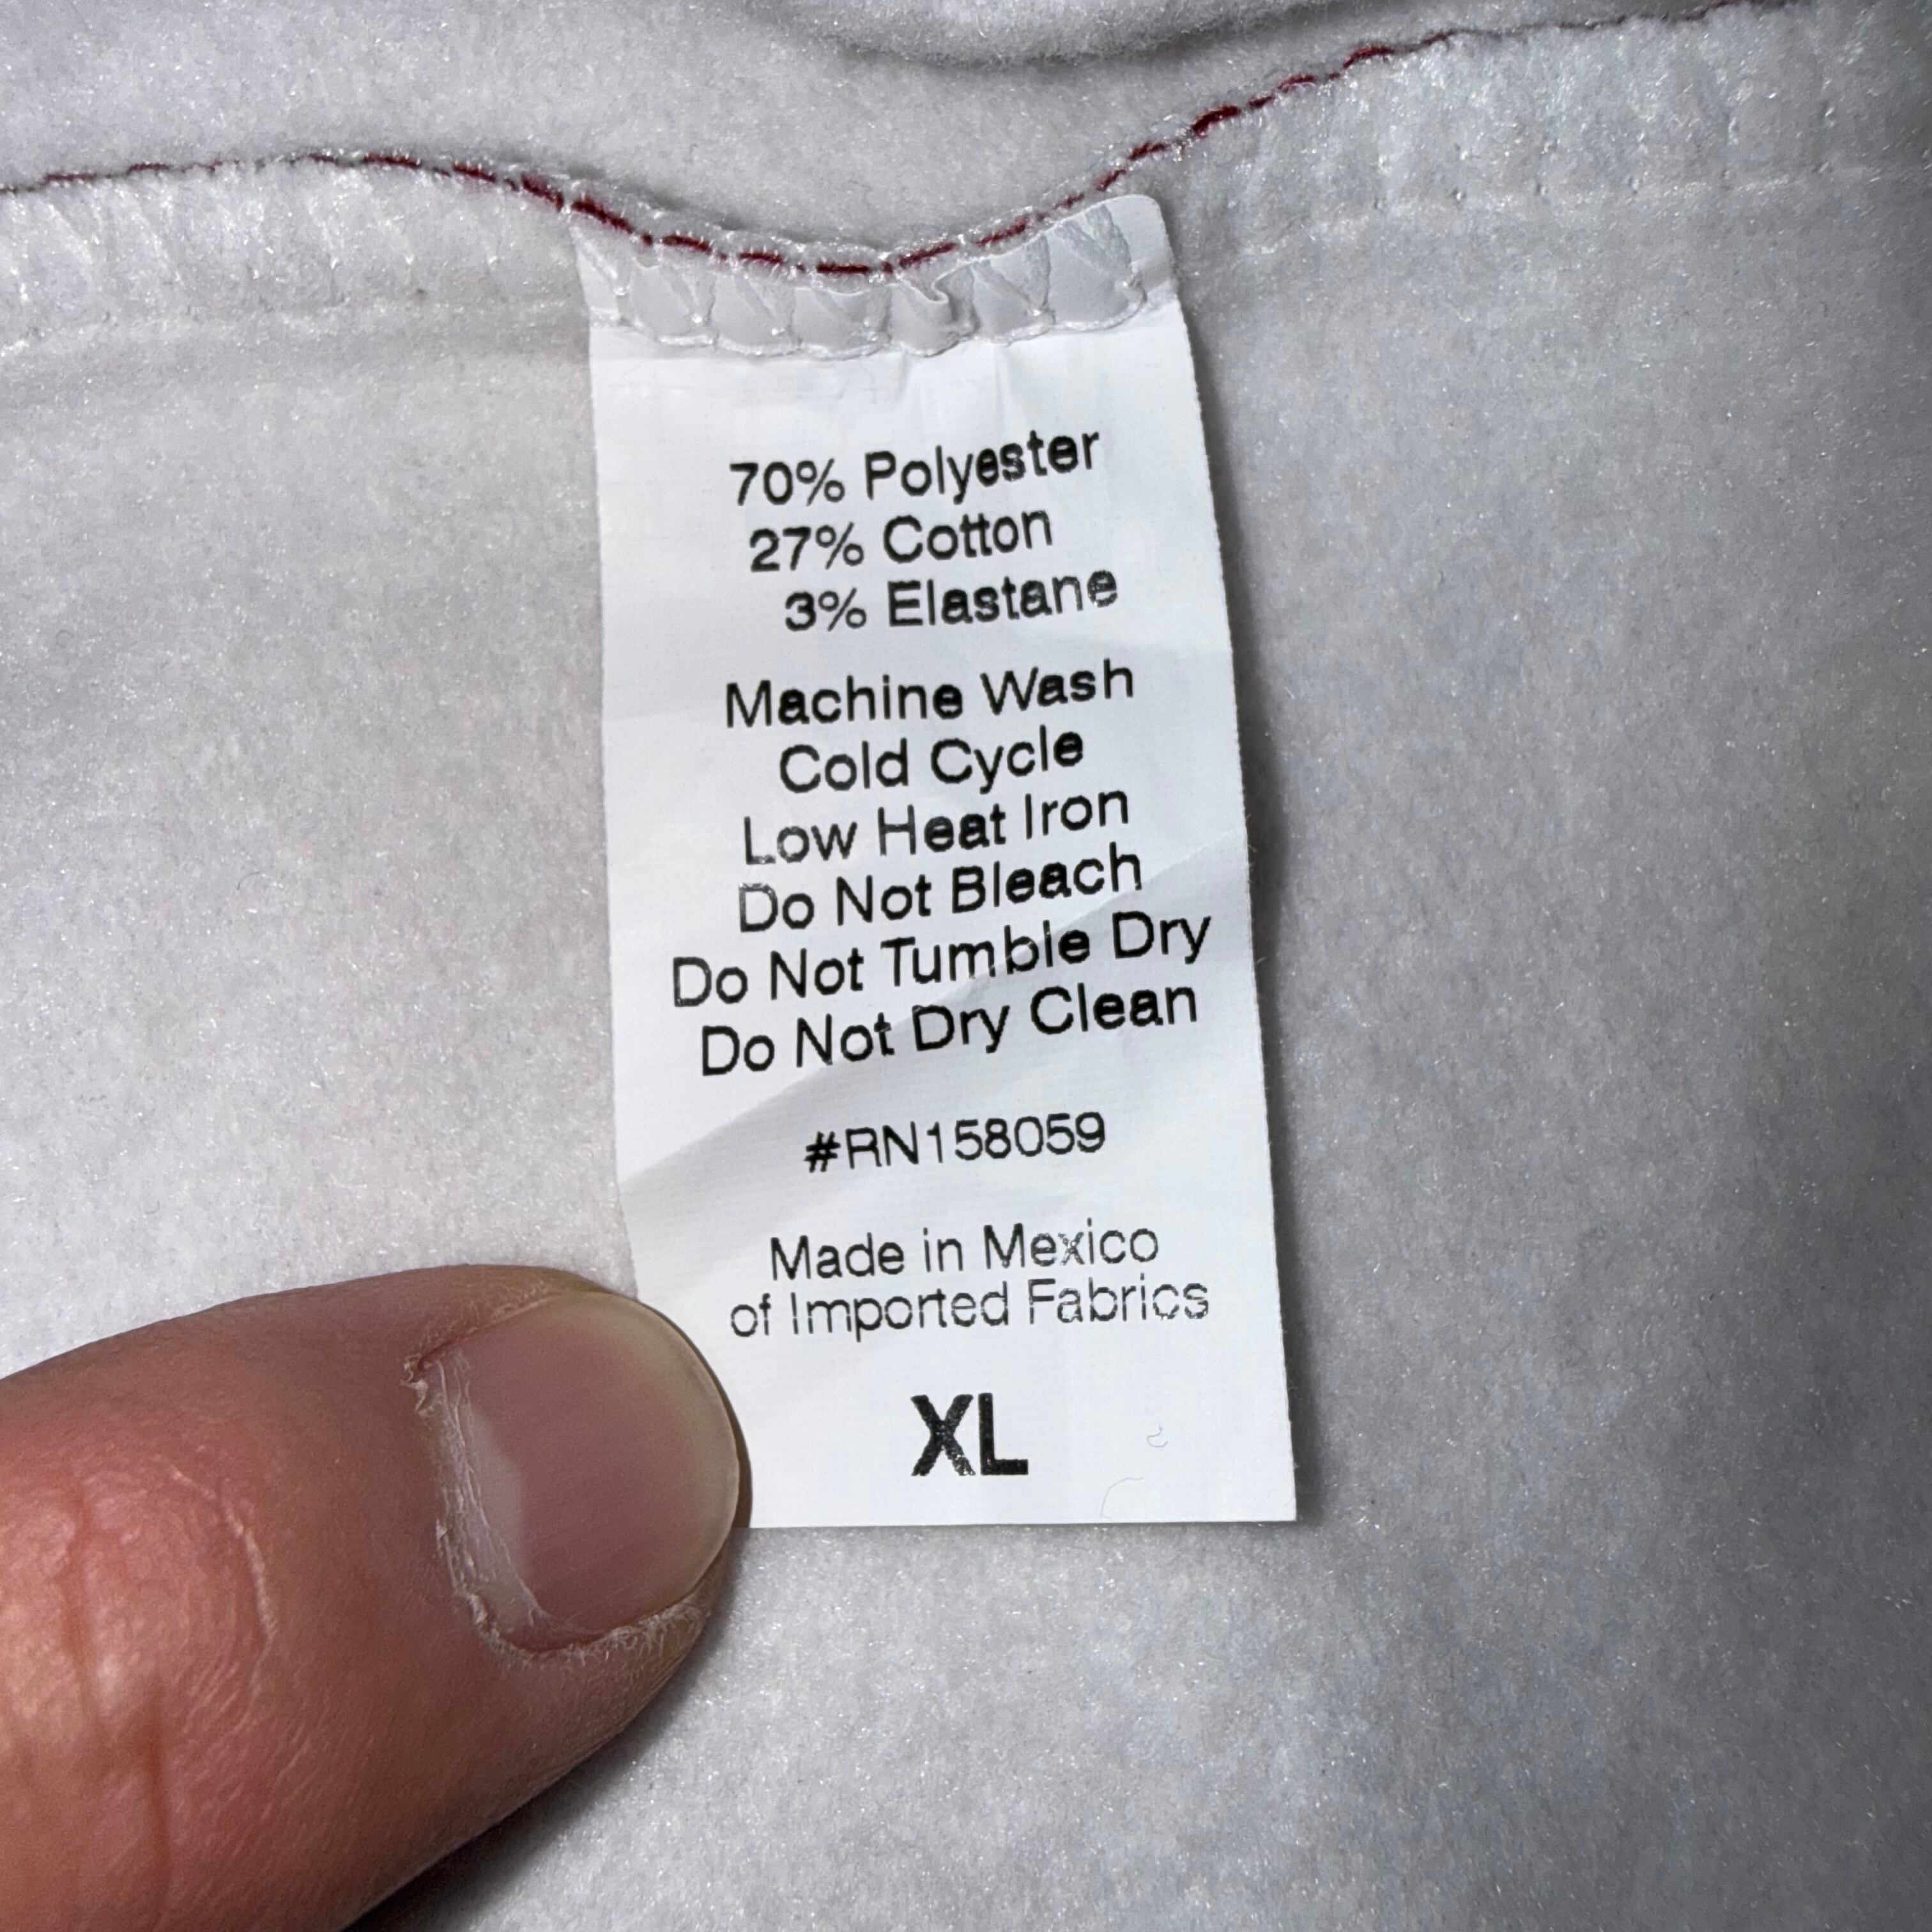 70% Polyester
27% Cotton
3% Elastane
Machine Wash
Cold Cycle
Low Heat Iron
Do Not Bleach
Do Not Tumble Dry
Do Not Dry Clean
#RN158059
Made in Mexico
of Imported Fabrics
XL